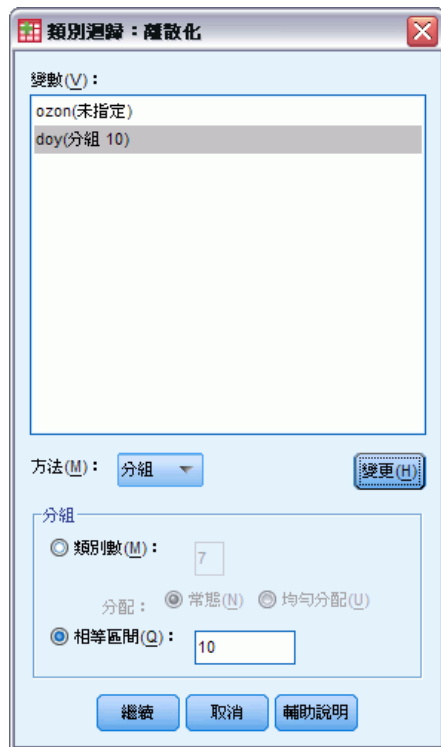 類別迴歸：離散化
變數(V)：
ozon(未指定)
doy(分組 10)
方法(M)： 分組 變更(H)
分組
類別數(M)： 7
分配： 常態(N) 均勻分配(U)
相等區間(Q)： 10
繼續 取消 輔助說明